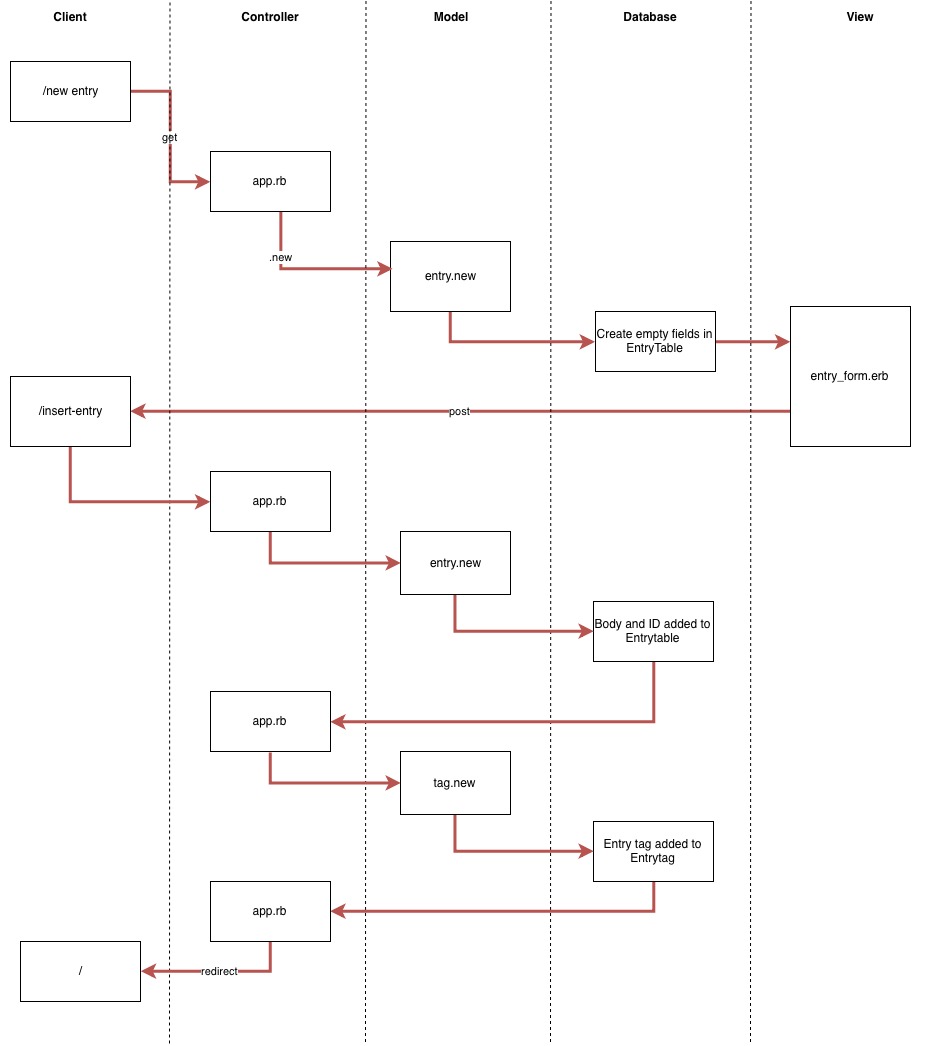 Client
Controller
Model
Database
View
/new entry
get
app.rb
.new
entry.new
Create empty fields in
EntryTable
entry_form.erb
/insert-entry
post
app.rb
entry.new
Body and ID added to
Entrytable
app.rb
tag.new
Entry tag added to
Entrytag
app.rb
/
redirect